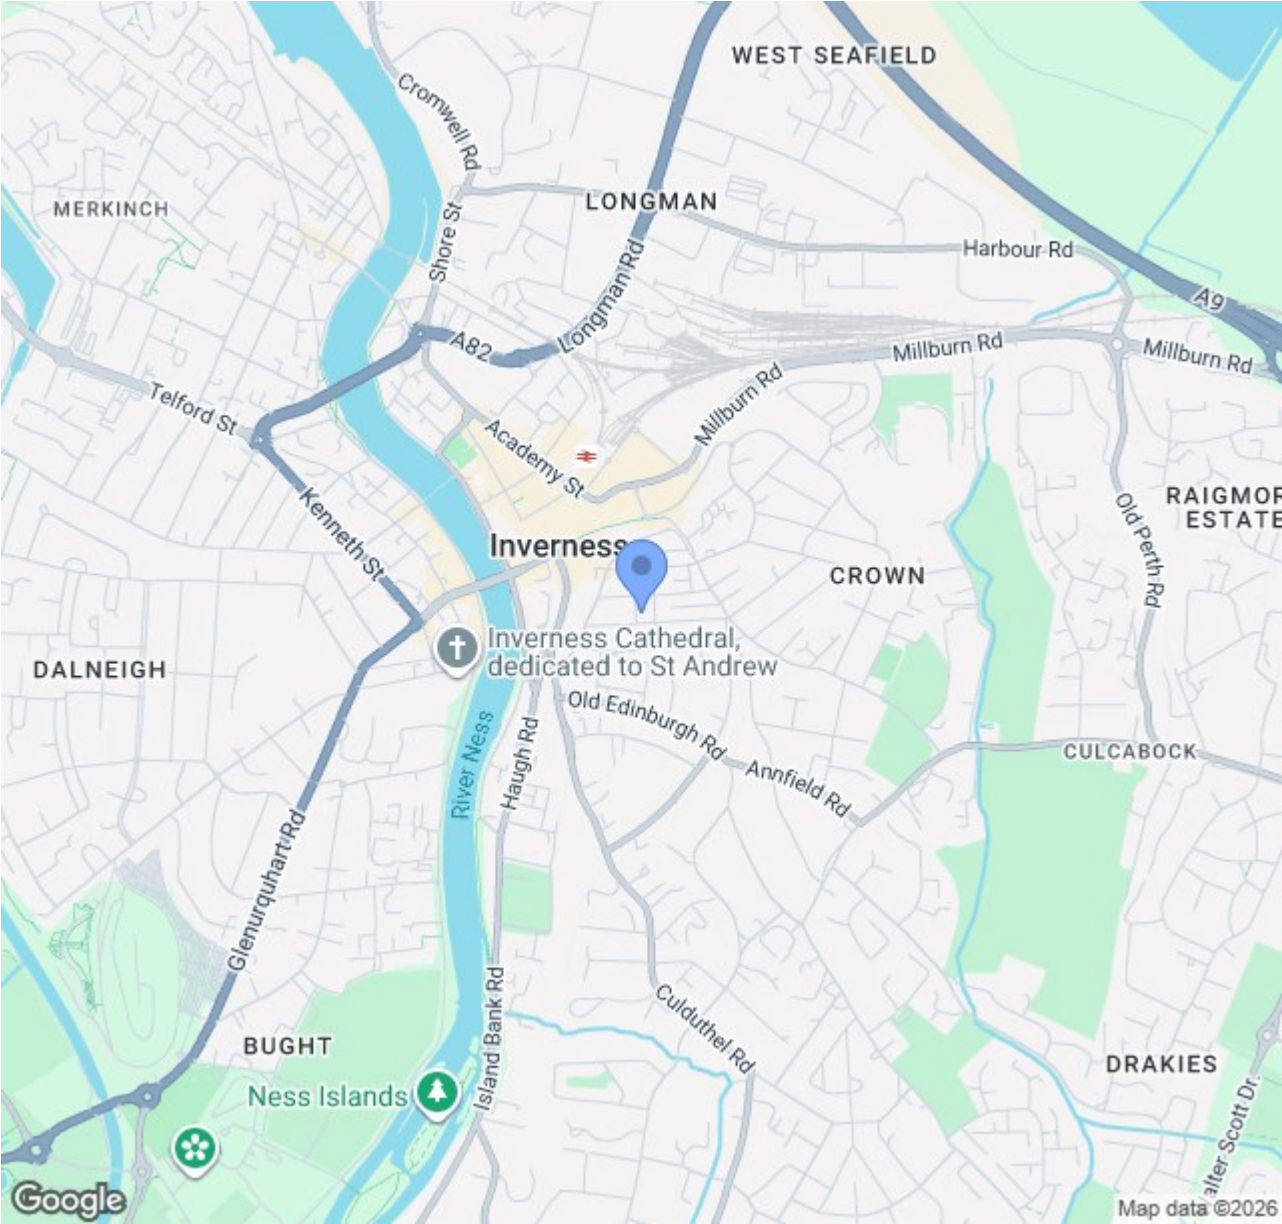 WEST SEAFIELD
Cromwell Rd
LONGMAN
MERKINCH
Shore St
Harbour Rd
Longman Rd
A9
A82
Millburn Rd
Millburn Rd
Millburn Rd
Telford St
Academy St
Kenneth St
Old Perth Rd
RAIGMOR
ESTATE
Inverness
CROWN
Inverness Cathedral,
dedicated to St Andrew
DALNEIGH
Old Edinburgh Rd
River Ness
Haugh Rd
Annfield Rd
CULCABOCK
Glenurquhart Rd
Island Bank Rd
Culduthel Rd
BUGHT
Ness Islands
DRAKIES
alter Scott Dr.
Google
Map data ©2026